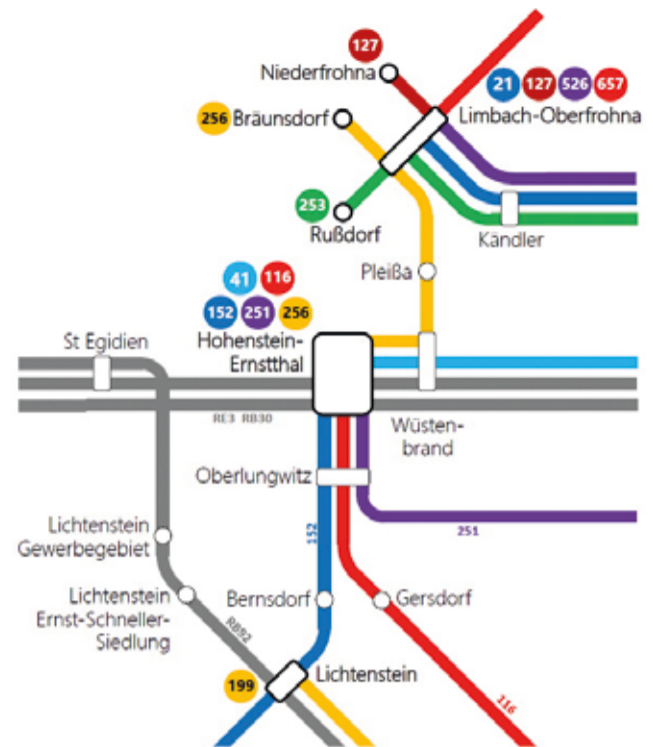 127
Niederfrohna
21 127 526 657
Limbach-Oberfrohna
256 Bräunsdorf
253
Rußdorf
Kändler
Pleißa
41 116
152 251 256
Hohenstein-
Ernstthal
St Egidien
RE3 RB30
Wüsten-
brand
Oberlungwitz
152
251
Lichtenstein
Gewerbegebiet
Lichtenstein
Ernst-Schneller-
Siedlung
Bernsdorf
Gersdorf
RB92
199
Lichtenstein
116